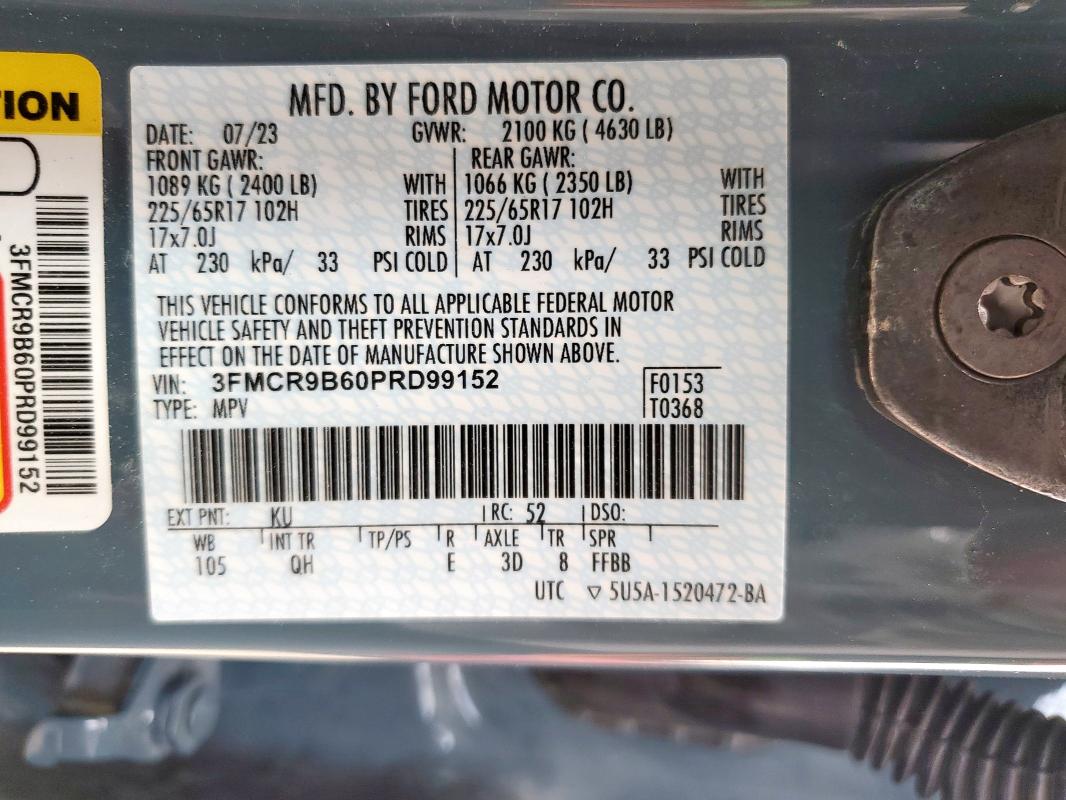 TION
3FMCR9B60PRD99152
MFD. BY FORD MOTOR CO.
DATE: 07/23 GVWR: 2100 KG ( 4630 LB)
FRONT GAWR: REAR GAWR:
1089 KG ( 2400 LB) WITH 1066 KG ( 2350 LB) WITH
225/65R17 102H TIRES 225/65R17 102H TIRES
17x7.0J RIMS 17x7.0J RIMS
AT 230 kPa/ 33 PSI COLD AT 230 kPa/ 33 PSI COLD
THIS VEHICLE CONFORMS TO ALL APPLICABLE FEDERAL MOTOR
VEHICLE SAFETY AND THEFT PREVENTION STANDARDS IN
EFFECT ON THE DATE OF MANUFACTURE SHOWN ABOVE.
VIN: 3FMCR9B60PRD99152 F0153
TYPE: MPV T0368
EXT PNT: KU RC: 52 DSO:
WB INT TR TP/PS R AXLE TR SPR
105 QH E 3D 8 FFBB
UTC ▽ 5U5A-1520472-BA